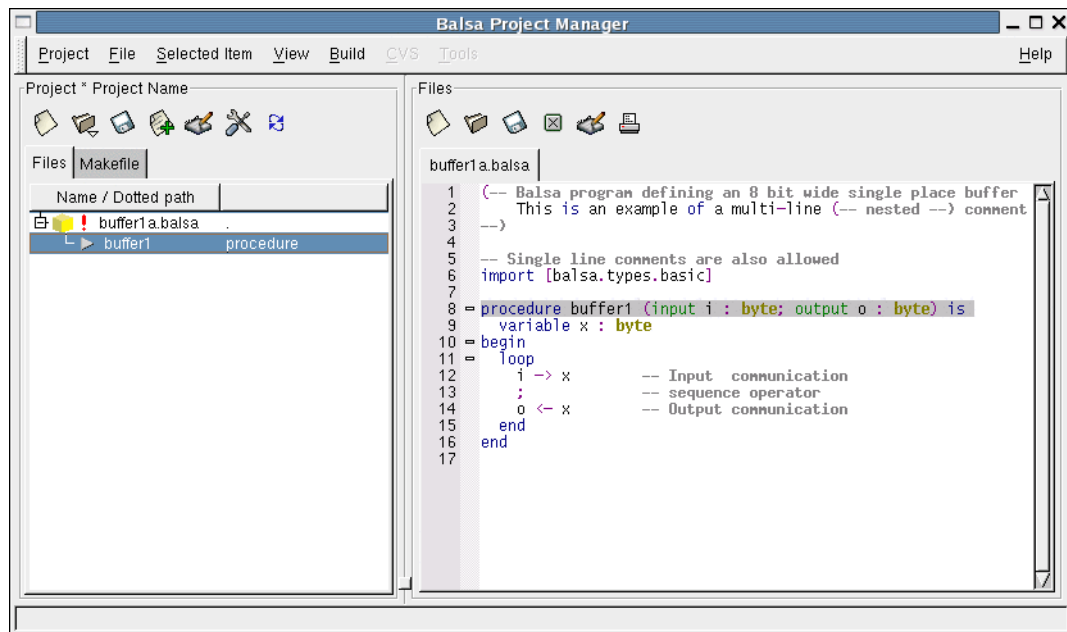 Balsa Project Manager
Project File Selected Item View Build CVS Tools Help
Project * Project Name
Files Makefile
Name / Dotted path
! buffer1a.balsa .
buffer1 procedure
Files
buffer1a.balsa
1 (-- Balsa program defining an 8 bit wide single place buffer
2 This is an example of a multi-line (-- nested --) comment
3 --)
4
5 -- Single line comments are also allowed
6 import [balsa.types.basic]
7
8 procedure buffer1 (input i : byte; output o : byte) is
9 variable x : byte
10 begin
11 loop
12 i -> x -- Input communication
13 ; -- sequence operator
14 o <- x -- Output communication
15 end
16 end
17